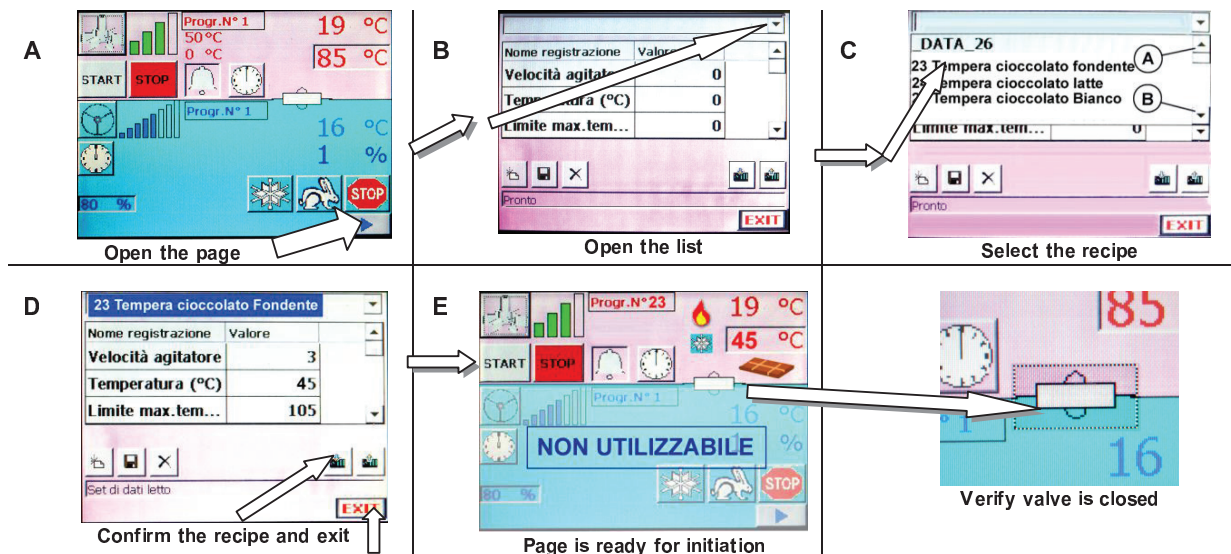 A
Progr.N° 1
50°C
0 °C
19 °C
85 °C
START
STOP
Progr.N° 1
16 °C
1 %
80 %
STOP
Open the page
B
Nome registrazione Valore
Velocità agitato 0
Temperatura (°C) 0
Limite max.tem... 0
Pronto
EXIT
Open the list
C
_DATA_26
23 Tempera cioccolato fondente
A
Tempera cioccolato latte
Tempera cioccolato Bianco
B
Limite max.tem... 0
Pronto
EXIT
Select the recipe
D
23 Tempera cioccolato Fondente
Nome registrazione Valore
Velocità agitatore 3
Temperatura (°C) 45
Limite max.tem... 105
Set di dati letto
EXIT
Confirm the recipe and exit
E
Progr.N°23
19 °C
45 °C
START
STOP
Progr.N° 1
16 °C
NON UTILIZZABILE
%
80 %
STOP
Page is ready for initiation
85
° 1
16
Verify valve is closed